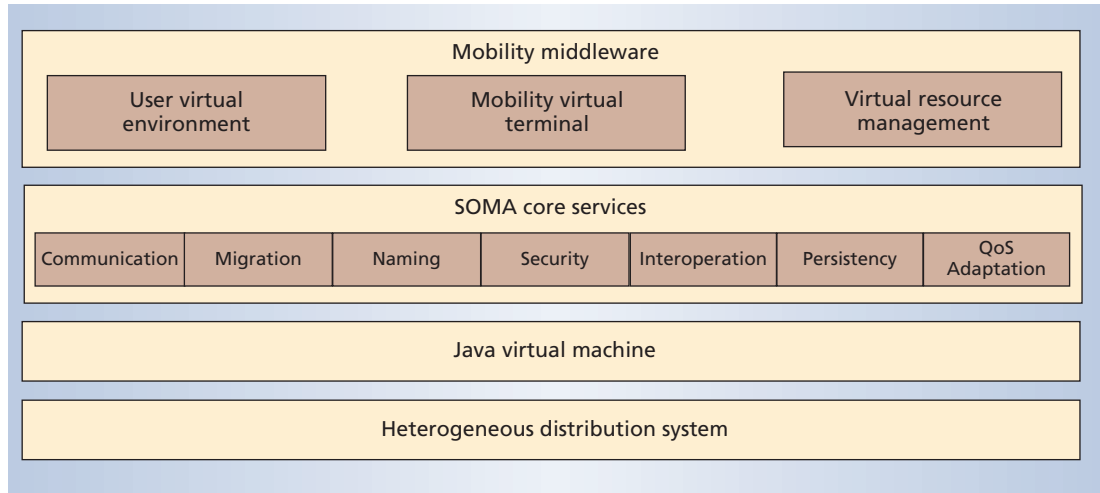 Mobility middleware
User virtual
environment
Mobility virtual
terminal
Virtual resource
management
SOMA core services
Communication
Migration
Naming
Security
Interoperation
Persistency
QoS
Adaptation
Java virtual machine
Heterogeneous distribution system